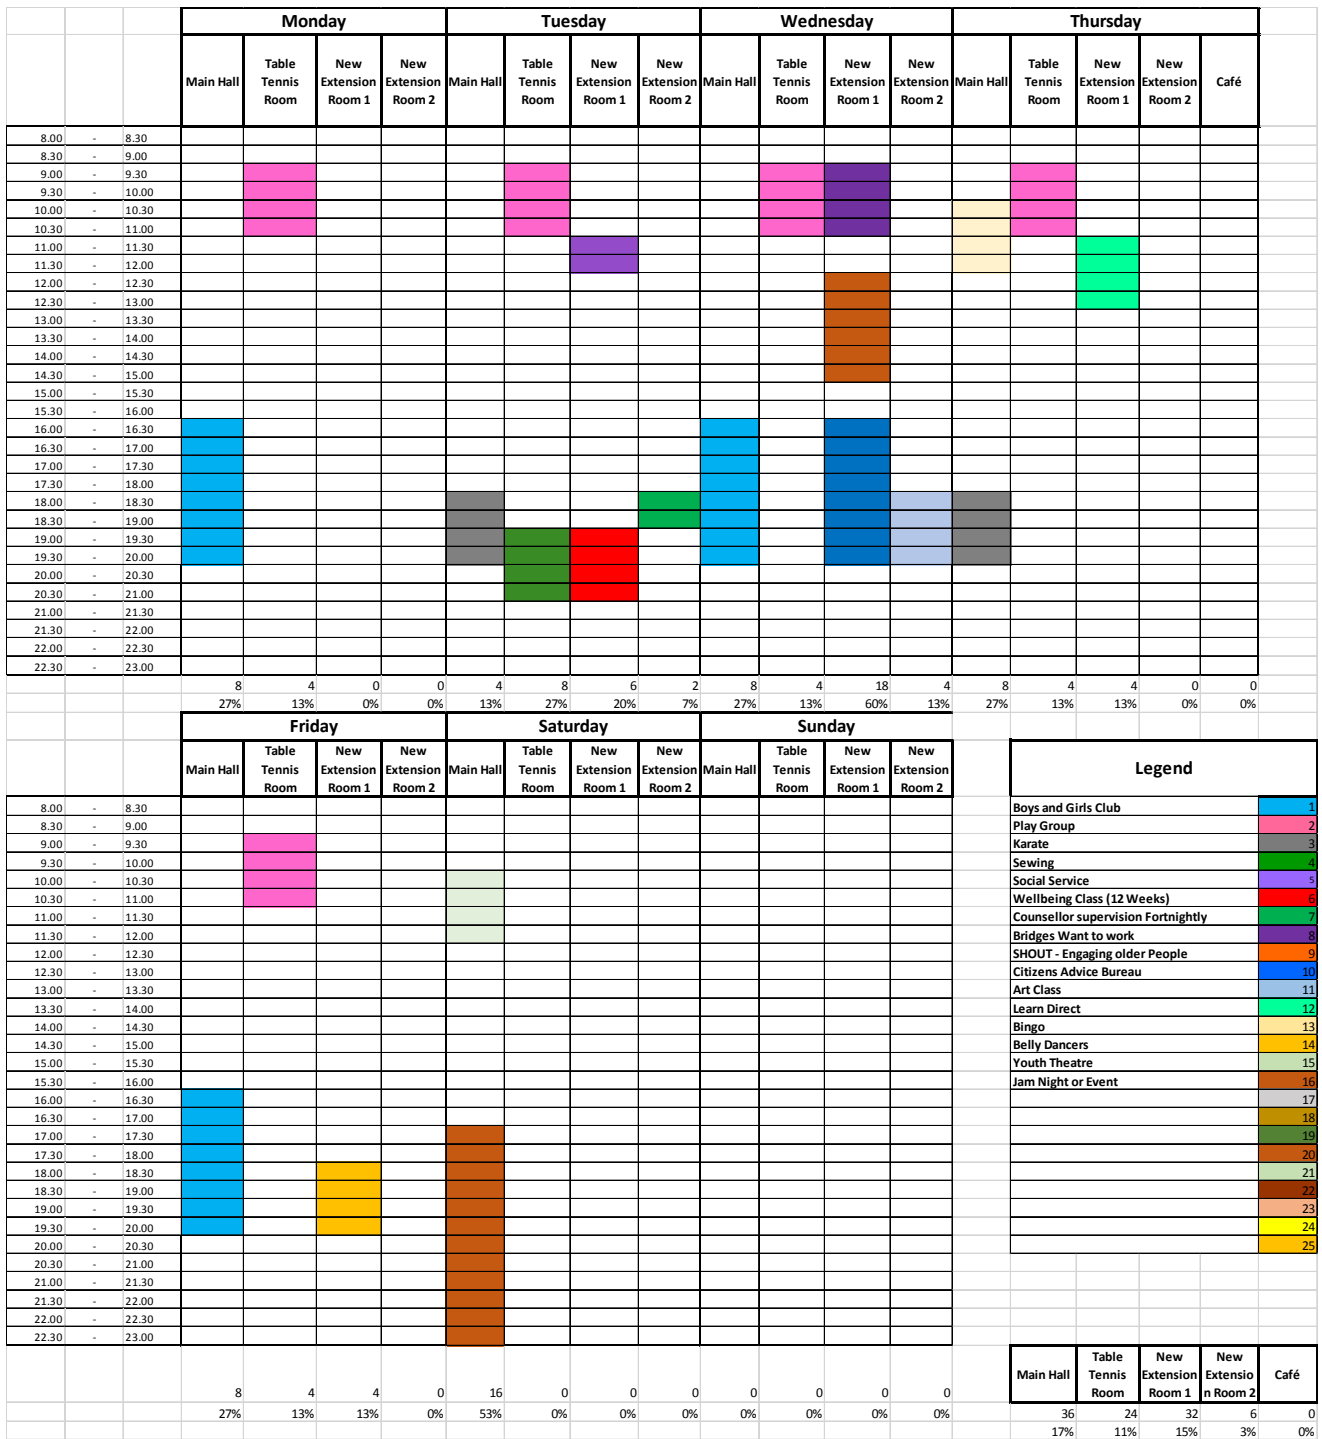 Monday Tuesday Wednesday Thursday
Main Hall Table Tennis Room New Extension Room 1 New Extension Room 2 Main Hall Table Tennis Room New Extension Room 1 New Extension Room 2 Main Hall Table Tennis Room New Extension Room 1 New Extension Room 2 Main Hall Table Tennis Room New Extension Room 1 New Extension Room 2 Café
8.00 - 8.30
8.30 - 9.00
9.00 - 9.30
9.30 - 10.00
10.00 - 10.30
10.30 - 11.00
11.00 - 11.30
11.30 - 12.00
12.00 - 12.30
12.30 - 13.00
13.00 - 13.30
13.30 - 14.00
14.00 - 14.30
14.30 - 15.00
15.00 - 15.30
15.30 - 16.00
16.00 - 16.30
16.30 - 17.00
17.00 - 17.30
17.30 - 18.00
18.00 - 18.30
18.30 - 19.00
19.00 - 19.30
19.30 - 20.00
20.00 - 20.30
20.30 - 21.00
21.00 - 21.30
21.30 - 22.00
22.00 - 22.30
22.30 - 23.00
8 4 0 0 4 8 6 2 8 4 18 4 8 4 4 0 0
27% 13% 0% 0% 13% 27% 20% 7% 27% 13% 60% 13% 27% 13% 13% 0% 0%
Friday Saturday Sunday
Main Hall Table Tennis Room New Extension Room 1 New Extension Room 2 Main Hall Table Tennis Room New Extension Room 1 New Extension Room 2 Main Hall Table Tennis Room New Extension Room 1 New Extension Room 2 Legend
8.00 - 8.30 Boys and Girls Club 1
8.30 - 9.00 Play Group 2
9.00 - 9.30 Karate 3
9.30 - 10.00 Sewing 4
10.00 - 10.30 Social Service 5
10.30 - 11.00 Wellbeing Class (12 Weeks) 6
11.00 - 11.30 Counsellor supervision Fortnightly 7
11.30 - 12.00 Bridges Want to work 8
12.00 - 12.30 SHOUT - Engaging older People 9
12.30 - 13.00 Citizens Advice Bureau 10
13.00 - 13.30 Art Class 11
13.30 - 14.00 Learn Direct 12
14.00 - 14.30 Bingo 13
14.30 - 15.00 Belly Dancers 14
15.00 - 15.30 Youth Theatre 15
15.30 - 16.00 Jam Night or Event 16
16.00 - 16.30 17
16.30 - 17.00 18
17.00 - 17.30 19
17.30 - 18.00 20
18.00 - 18.30 21
18.30 - 19.00 22
19.00 - 19.30 23
19.30 - 20.00 24
20.00 - 20.30 25
20.30 - 21.00
21.00 - 21.30
21.30 - 22.00
22.00 - 22.30
22.30 - 23.00
Main Hall Table Tennis Room New Extension Room 1 New Extensio n Room 2 Café
8 4 4 0 16 0 0 0 0 0 0 0
27% 13% 13% 0% 53% 0% 0% 0% 0% 0% 0% 0% 36 24 32 6 0
17% 11% 15% 3% 0%